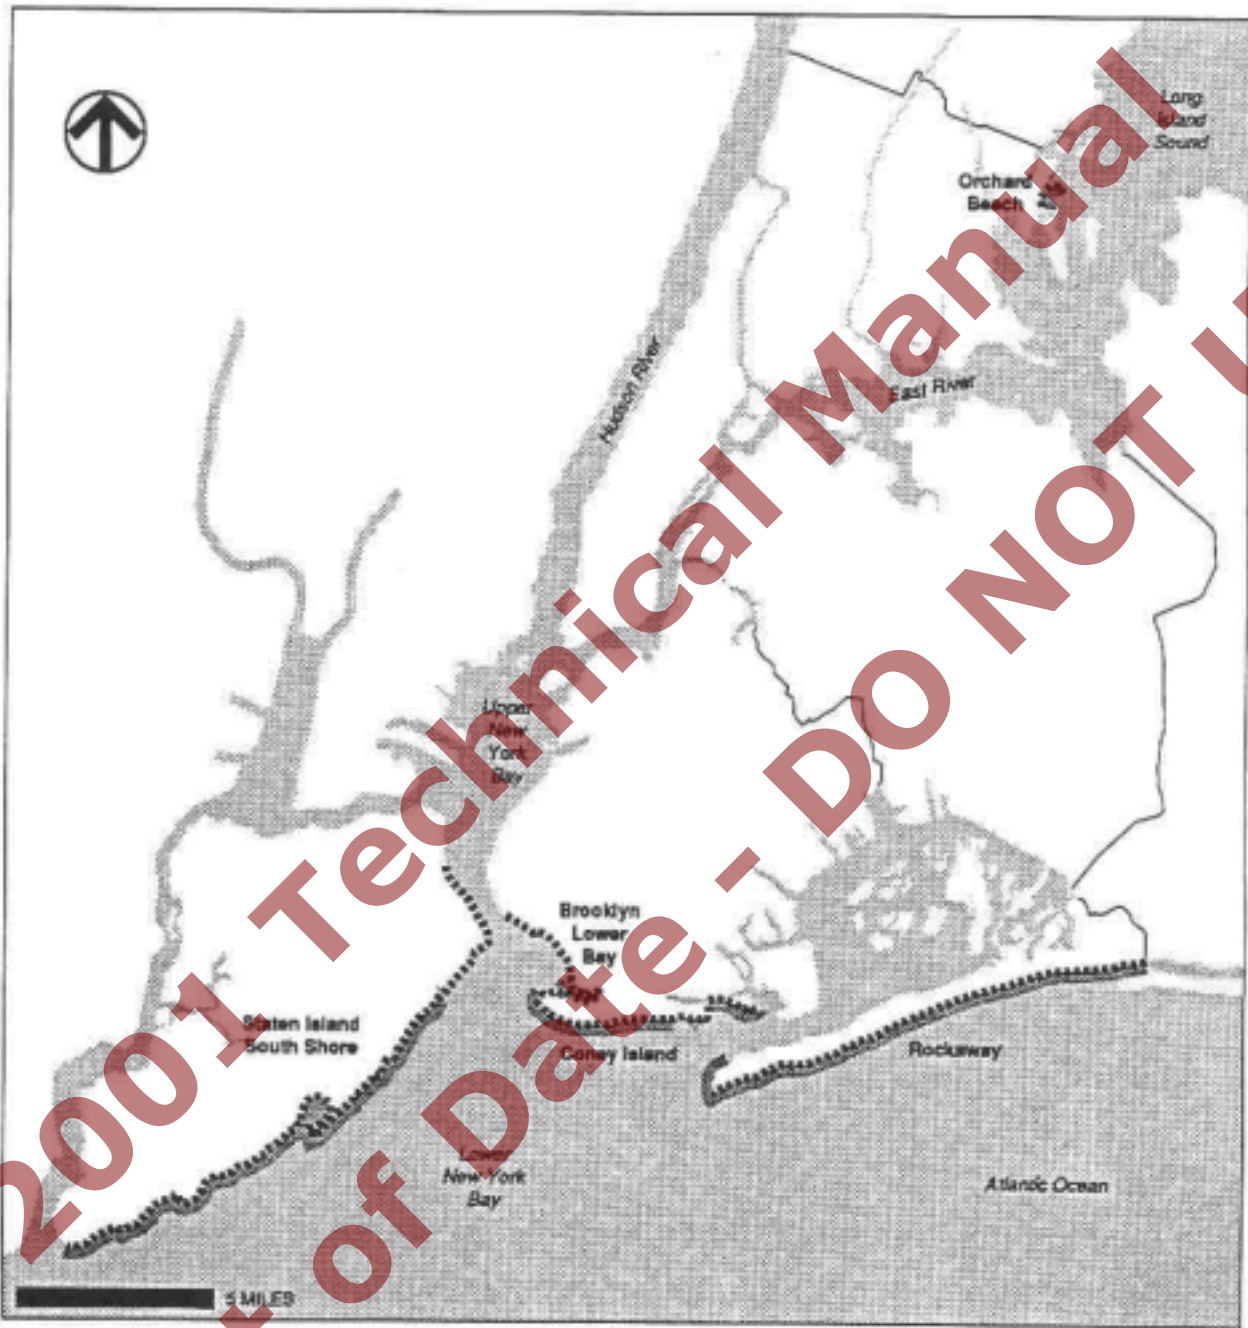 Long
Island
Sound
Orchard
Beach
Hudson River
East River
Upper
New
York
Bay
Brooklyn
Lower
Bay
Staten Island
South Shore
Coney Island
Rockaway
Lower
New York
Bay
Atlantic Ocean
5 MILES
2001 Technical Manual
of Date - DO NOT